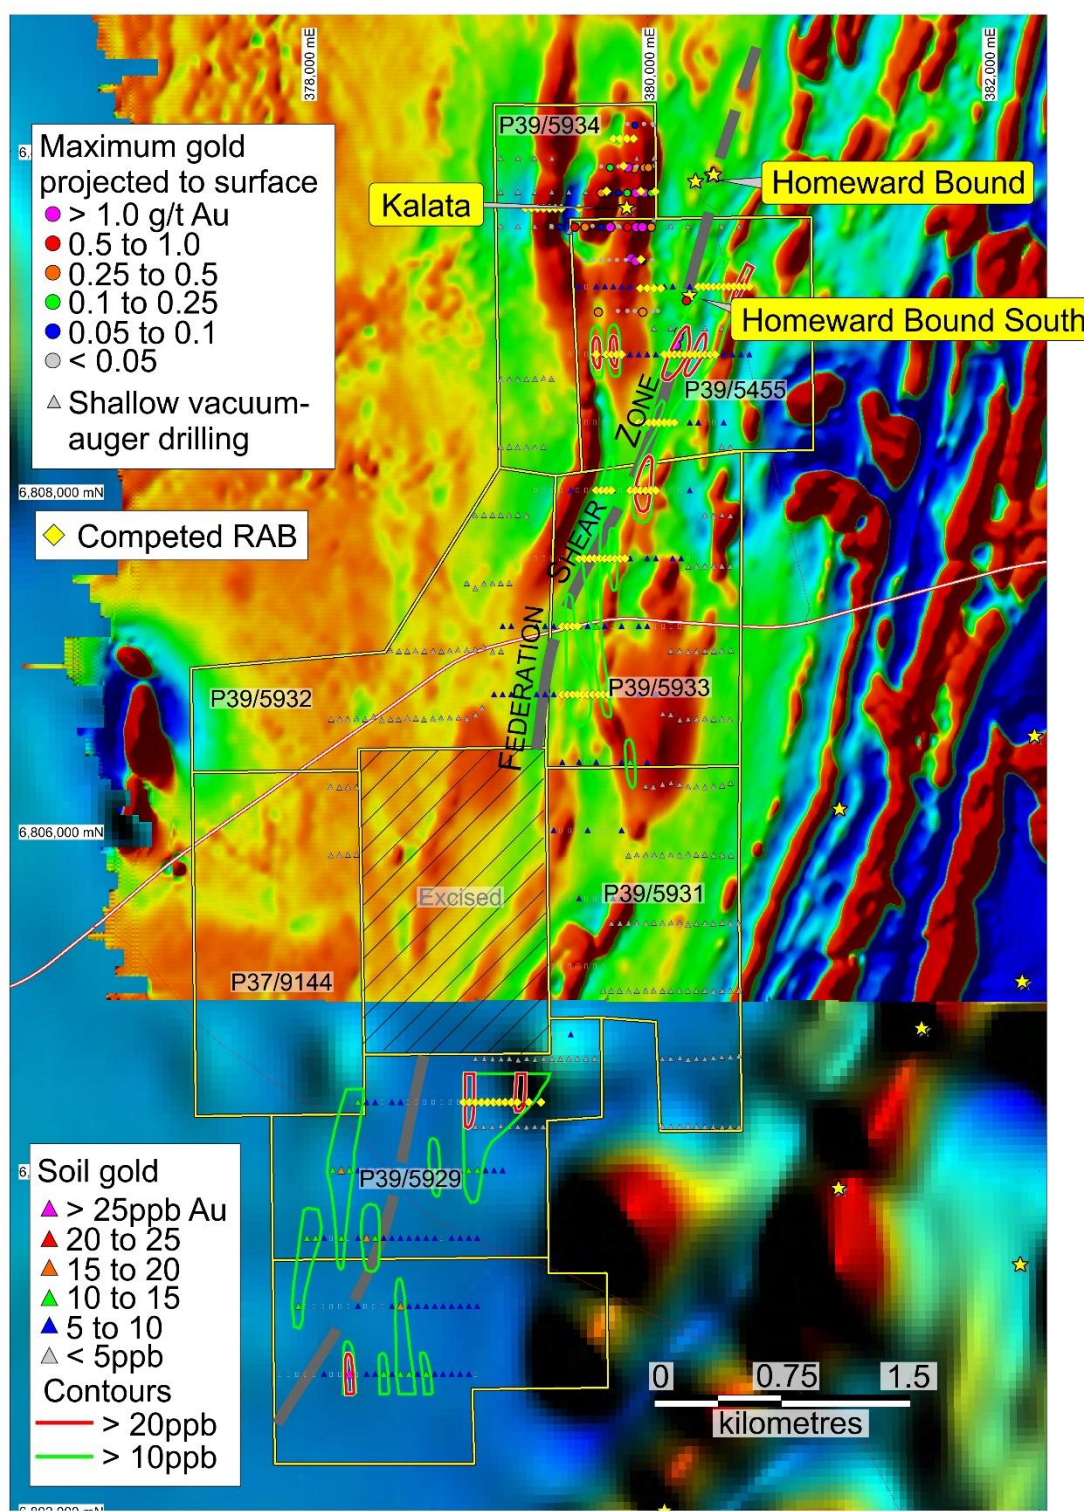 378,000 mE
380,000 mE
382,000 mE
P39/5934
Maximum gold
projected to surface
> 1.0 g/t Au
0.5 to 1.0
0.25 to 0.5
0.1 to 0.25
0.05 to 0.1
< 0.05
Shallow vacuum-
auger drilling
Kalata
Homeward Bound
Homeward Bound South
P39/5455
6,808,000 mN
Competed RAB
FEDERATION SHEAR ZONE
P39/5932
P39/5933
6,806,000 mN
Excised
P39/5931
P37/9144
Soil gold
> 25ppb Au
20 to 25
15 to 20
10 to 15
5 to 10
< 5ppb
Contours
> 20ppb
> 10ppb
P39/5929
0 0.75 1.5
kilometres